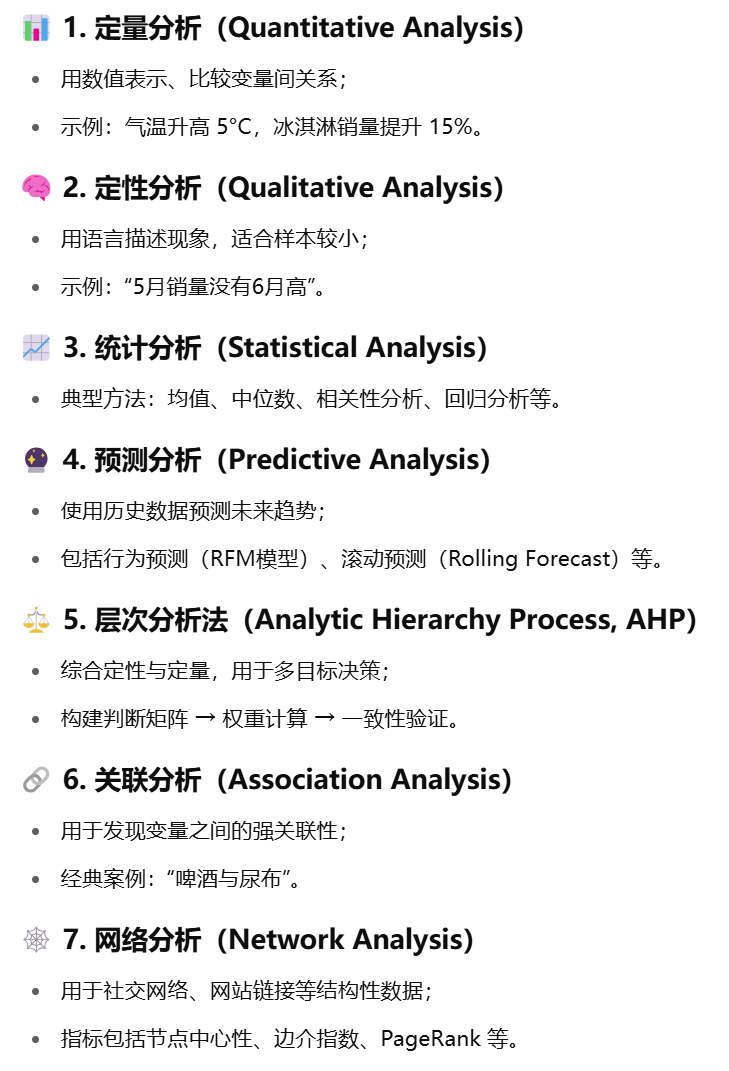 1. 定量分析（Quantitative Analysis）
用数值表示、比较变量间关系；
示例：气温升高 5°C，冰淇淋销量提升 15%。
2. 定性分析（Qualitative Analysis）
用语言描述现象，适合样本较小；
示例：“5月销量没有6月高”。
3. 统计分析（Statistical Analysis）
典型方法：均值、中位数、相关性分析、回归分析等。
4. 预测分析（Predictive Analysis）
使用历史数据预测未来趋势；
包括行为预测（RFM模型）、滚动预测（Rolling Forecast）等。
5. 层次分析法（Analytic Hierarchy Process, AHP）
综合定性与定量，用于多目标决策；
构建判断矩阵 → 权重计算 → 一致性验证。
6. 关联分析（Association Analysis）
用于发现变量之间的强关联性；
经典案例：“啤酒与尿布”。
7. 网络分析（Network Analysis）
用于社交网络、网站链接等结构性数据；
指标包括节点中心性、边介指数、PageRank 等。